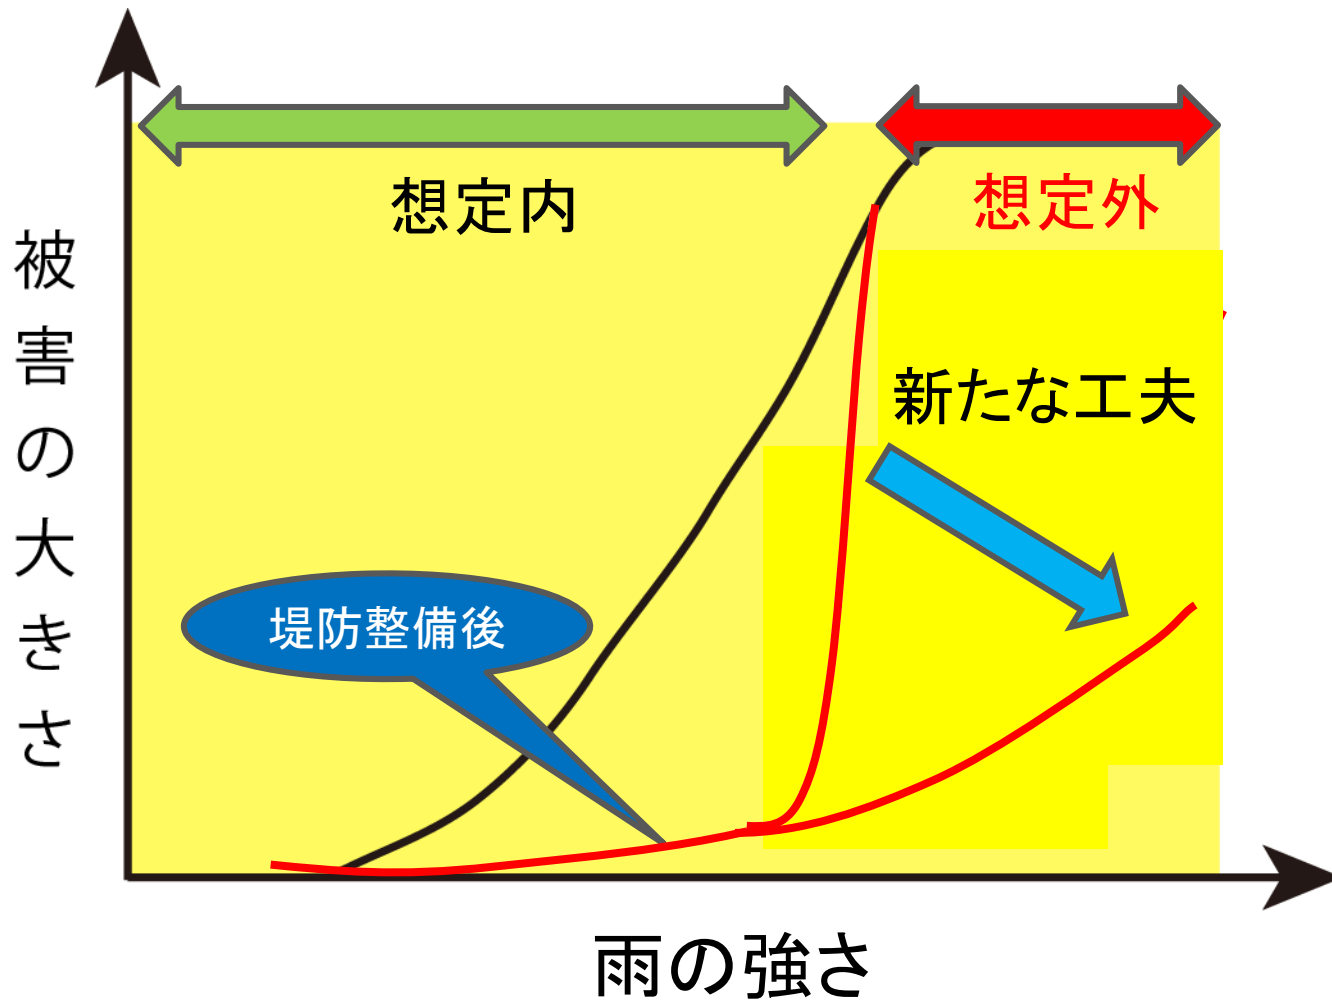 想定内
想定外
被害の大きさ
新たな工夫
堤防整備後
雨の強さ